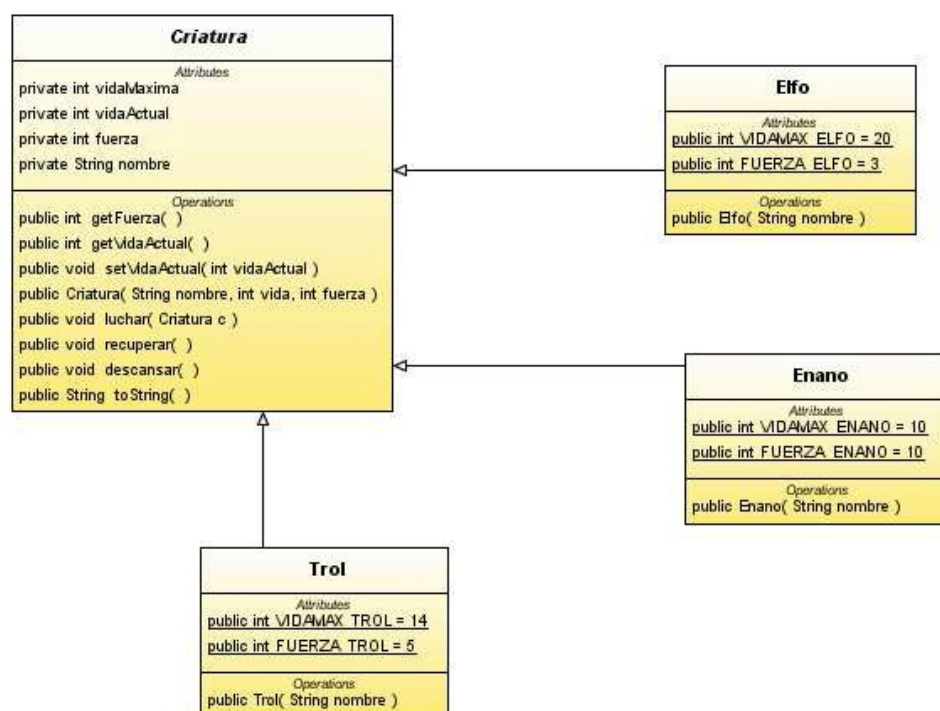 Criatura
Attributes
private int vidaMaxima
private int vidaActual
private int fuerza
private String nombre
Operations
public int getFuerza( )
public int getVidaActual( )
public void setVidaActual( int vidaActual )
public Criatura( String nombre, int vida, int fuerza )
public void luchar( Criatura c )
public void recuperar( )
public void descansar( )
public String toString( )
Elfo
Attributes
public int VIDAMAX_ELFO = 20
public int FUERZA_ELFO = 3
Operations
public Elfo( String nombre )
Enano
Attributes
public int VIDAMAX_ENANO = 10
public int FUERZA_ENANO = 10
Operations
public Enano( String nombre )
Trol
Attributes
public int VIDAMAX_TROL = 14
public int FUERZA_TROL = 5
Operations
public Trol( String nombre )